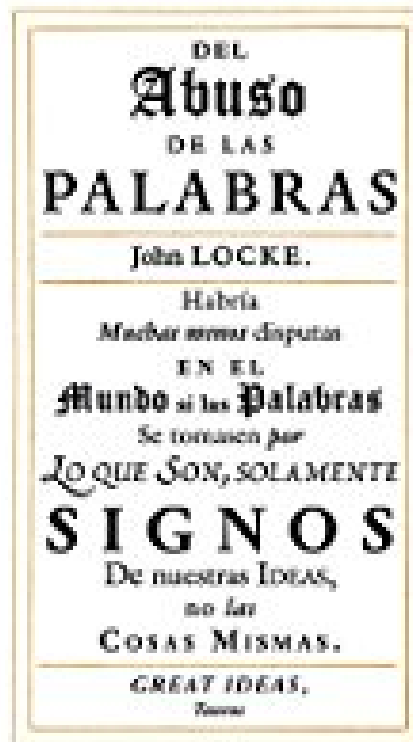 DEL
Abuso
DE LAS
PALABRAS
John LOCKE.
Habría
Muchas menos disputas
EN EL
Mundo si las Palabras
Se tomasen por
LO QUE SON, SOLAMENTE
SIGNOS
De nuestras IDEAS,
no las
COSAS MISMAS.
GREAT IDEAS.
Taurus